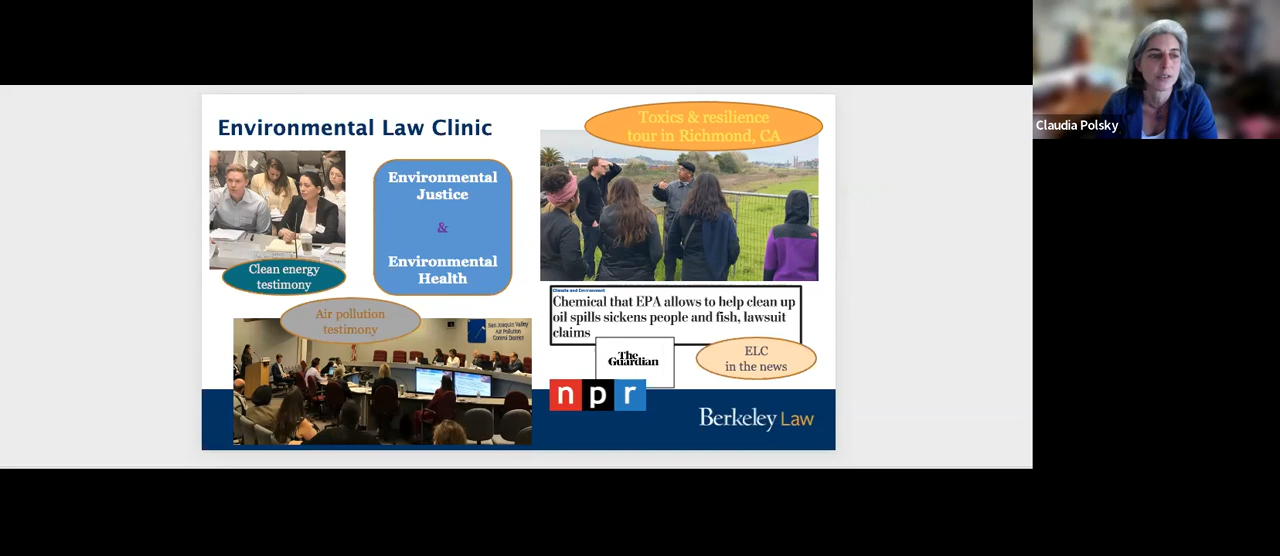 Environmental Law Clinic
Toxics & resilience
tour in Richmond, CA
Claudia Polsky
Environmental
Justice
&
Environmental
Health
Clean energy
testimony
Air pollution
testimony
San Joaquin Valley
Air Pollution
Control District
Climate and Environment
Chemical that EPA allows to help clean up
oil spills sickens people and fish, lawsuit
claims
The
Guardian
ELC
in the news
npr
Berkeley Law